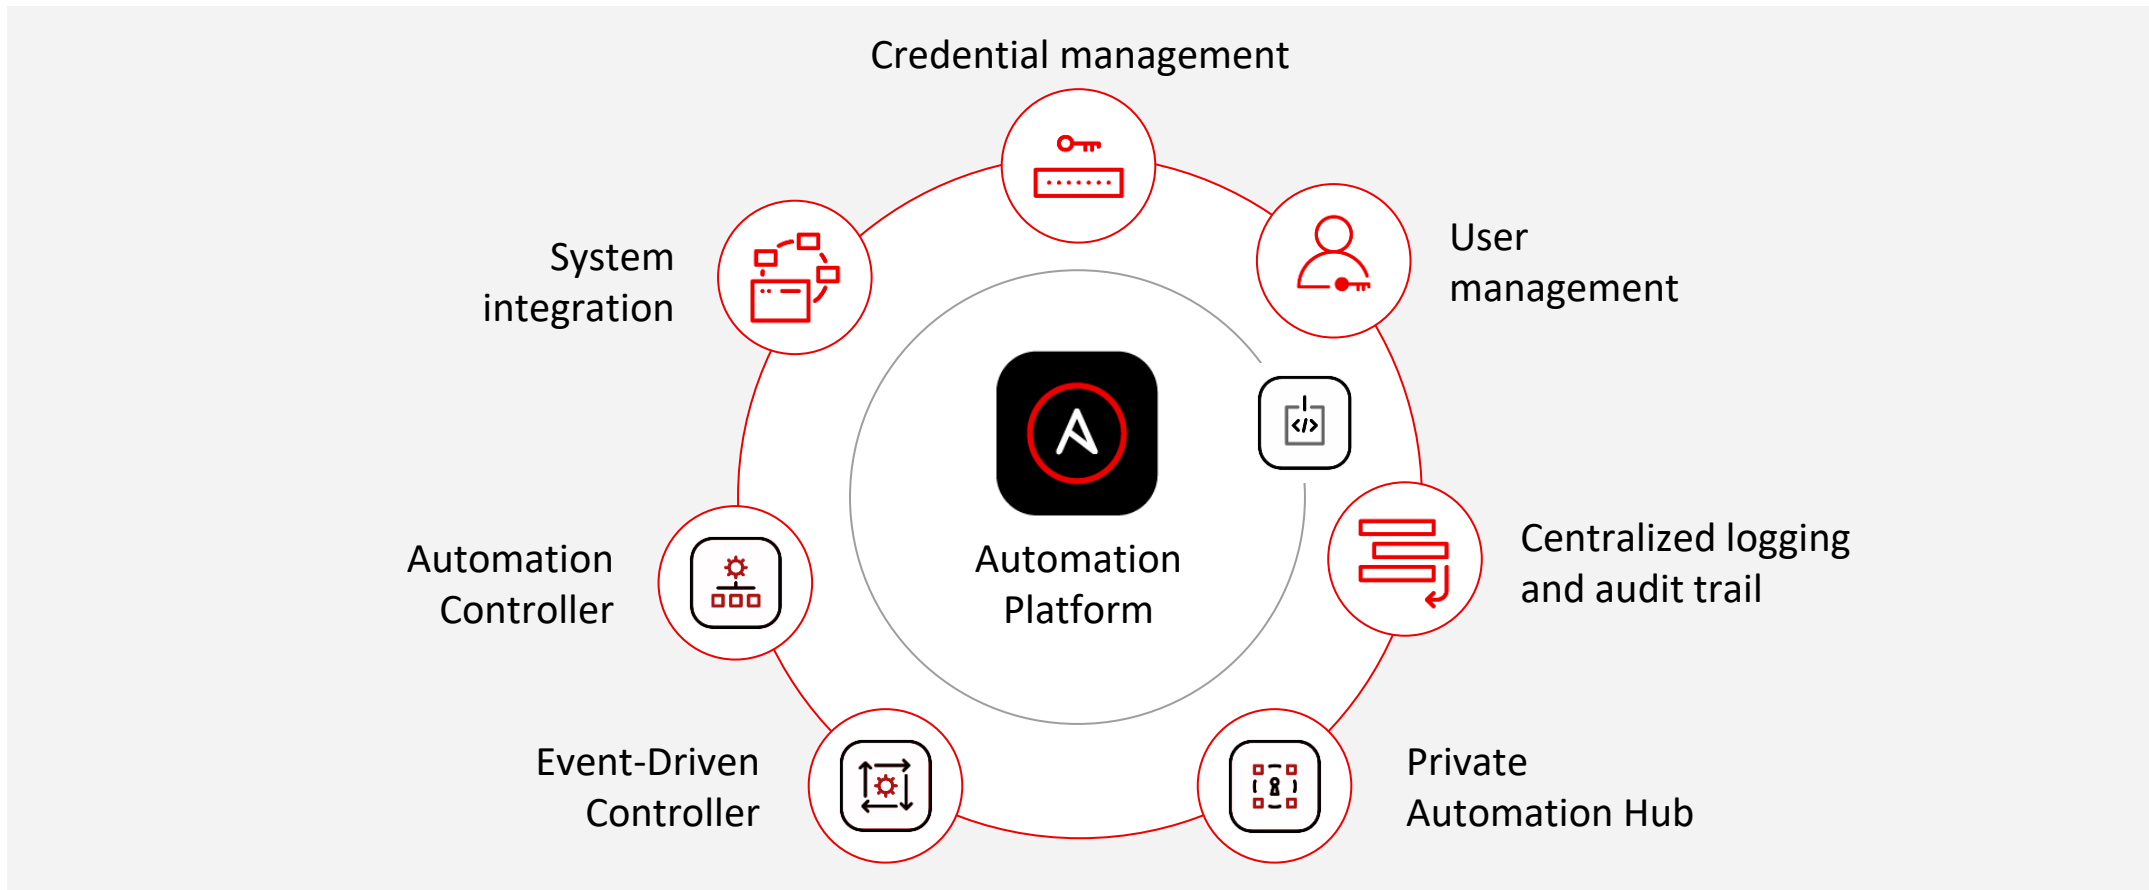 Credential management
System
integration
User
management
Automation
Platform
</>
Automation
Controller
Centralized logging
and audit trail
Event-Driven
Controller
Private
Automation Hub